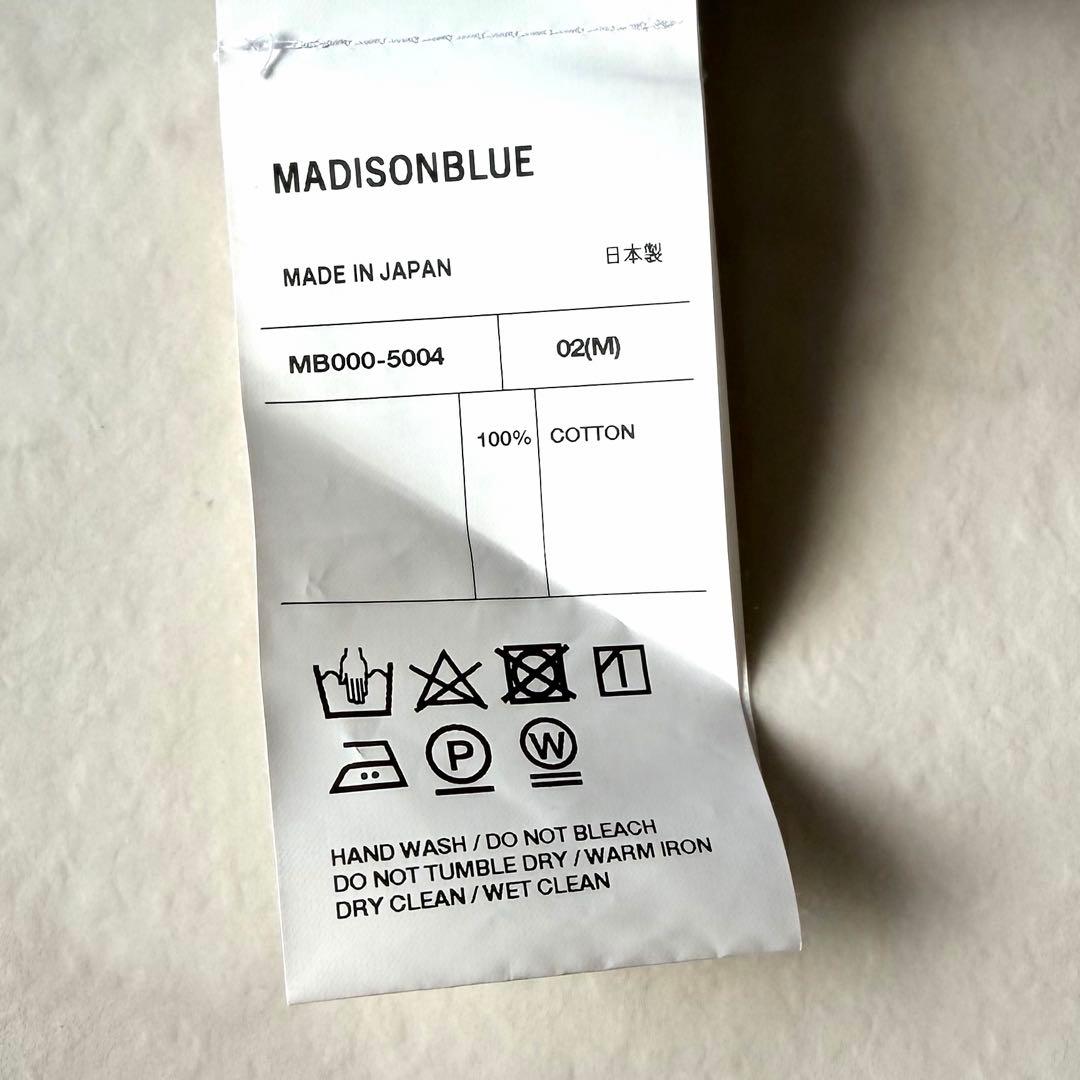 MADISONBLUE
MADE IN JAPAN 日本製
MB000-5004 02(M)
100% COTTON
P W
HAND WASH / DO NOT BLEACH
DO NOT TUMBLE DRY / WARM IRON
DRY CLEAN / WET CLEAN